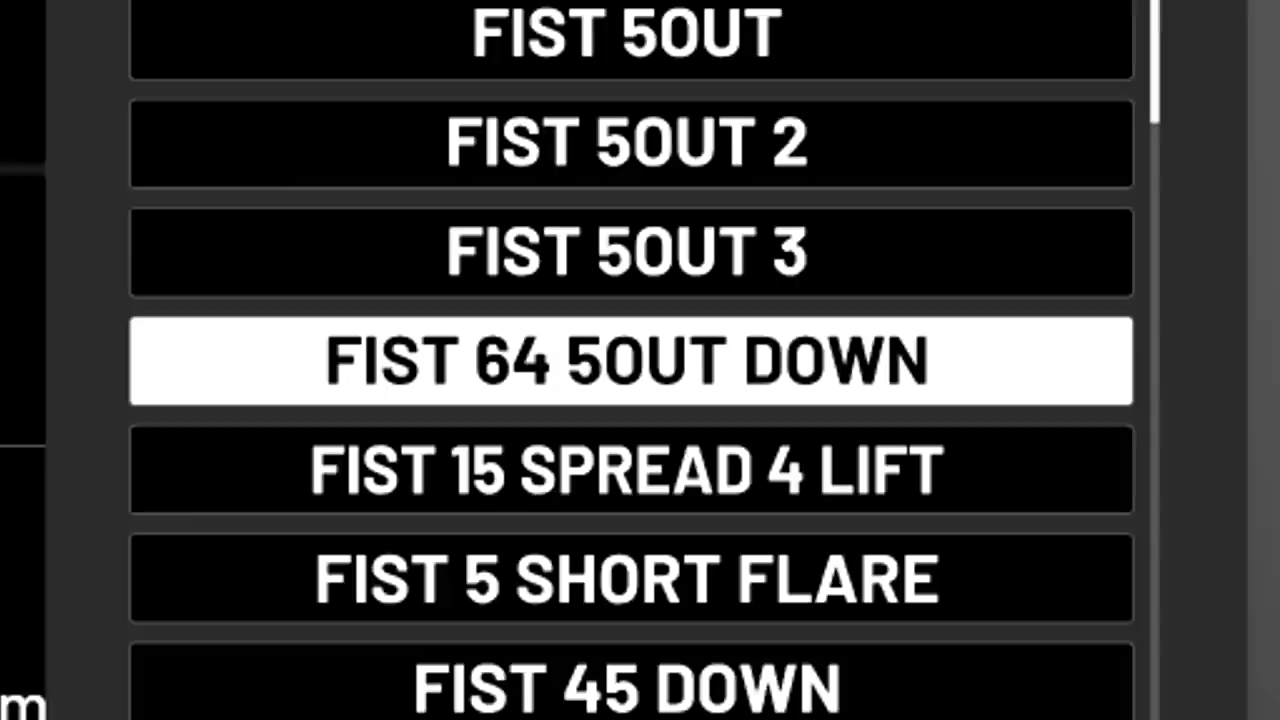 FIST 5OUT
FIST 5OUT 2
FIST 5OUT 3
FIST 64 5OUT DOWN
FIST 15 SPREAD 4 LIFT
FIST 5 SHORT FLARE
FIST 45 DOWN
m